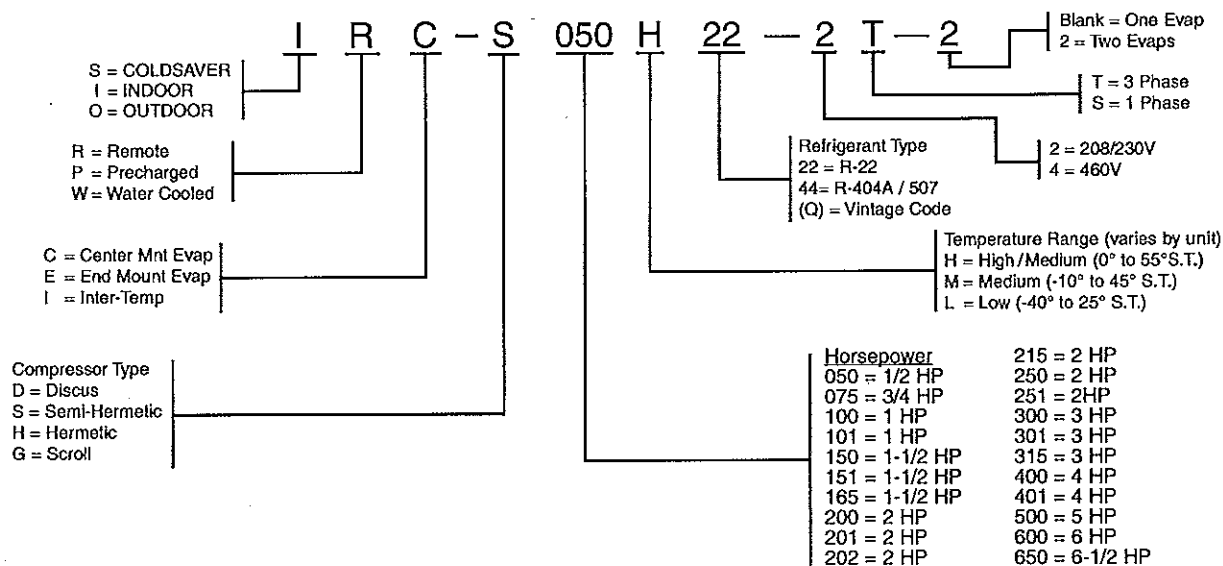 I R C – S 050 H 22 – 2 T – 2
Blank = One Evap
2 = Two Evaps
S = COLDSAVER
I = INDOOR
O = OUTDOOR
T = 3 Phase
S = 1 Phase
R = Remote
P = Precharged
W = Water Cooled
Refrigerant Type
22 = R-22
44= R-404A / 507
(Q) = Vintage Code
2 = 208/230V
4 = 460V
C = Center Mnt Evap
E = End Mount Evap
I = Inter-Temp
Temperature Range (varies by unit)
H = High/Medium (0° to 55°S.T.)
M = Medium (-10° to 45° S.T.)
L = Low (-40° to 25° S.T.)
Compressor Type
D = Discus
S = Semi-Hermetic
H = Hermetic
G = Scroll
Horsepower
050 = 1/2 HP
075 = 3/4 HP
100 = 1 HP
101 = 1 HP
150 = 1-1/2 HP
151 = 1-1/2 HP
165 = 1-1/2 HP
200 = 2 HP
201 = 2 HP
202 = 2 HP
215 = 2 HP
250 = 2 HP
251 = 2HP
300 = 3 HP
301 = 3 HP
315 = 3 HP
400 = 4 HP
401 = 4 HP
500 = 5 HP
600 = 6 HP
650 = 6-1/2 HP